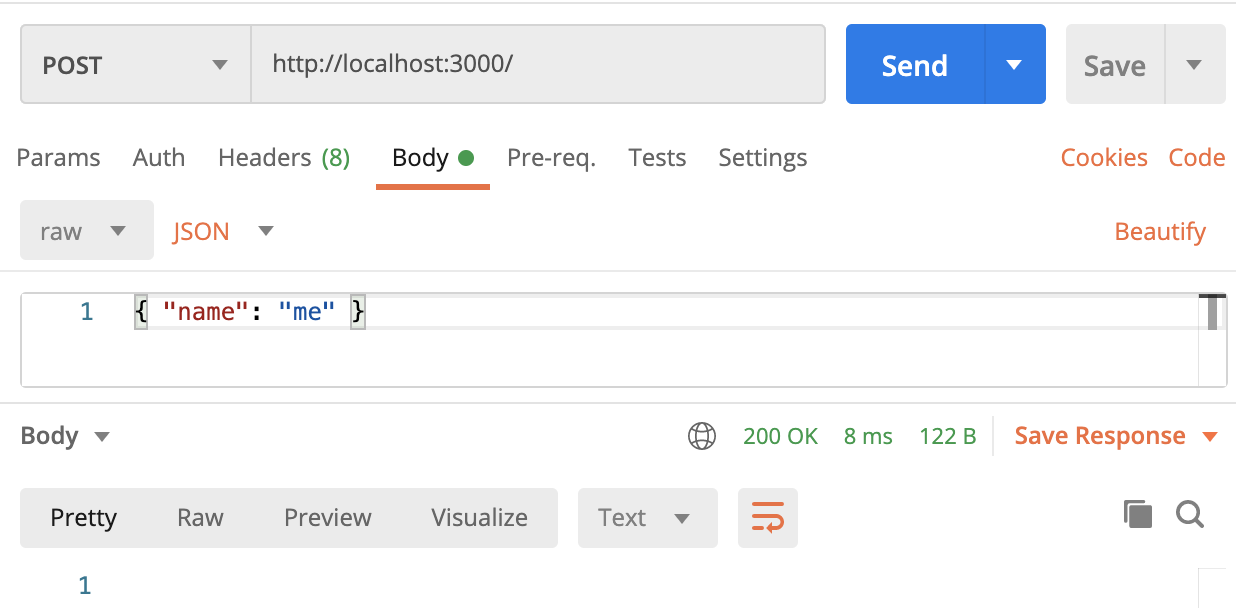 POST http://localhost:3000/ Send Save
Params Auth Headers (8) Body Pre-req. Tests Settings Cookies Code
raw JSON Beautify
1 { "name": "me" }
Body 200 OK 8 ms 122 B Save Response
Pretty Raw Preview Visualize Text
1